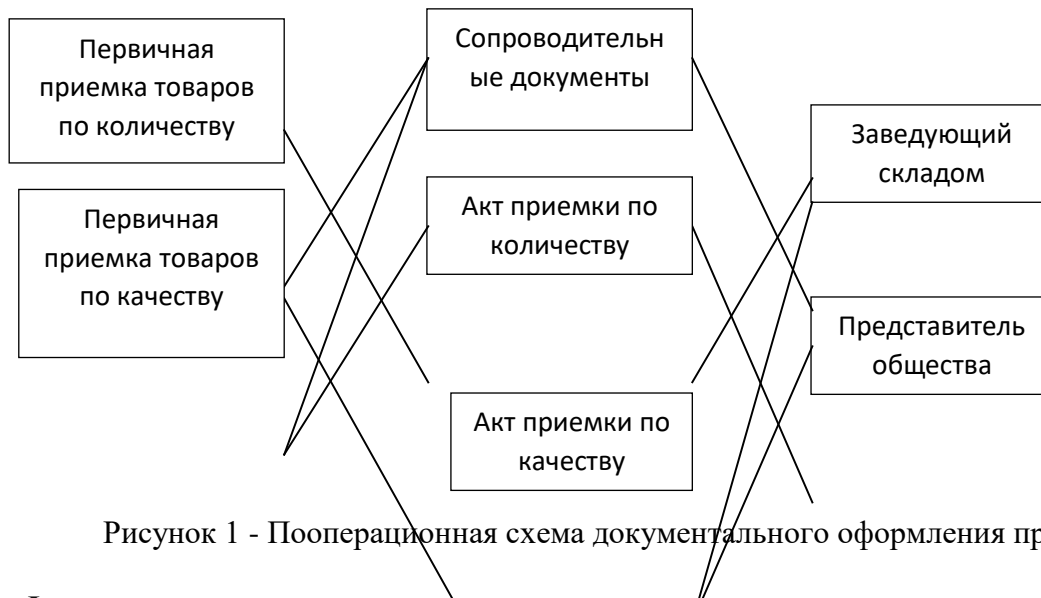 Первичная
приемка товаров
по количеству
Первичная
приемка товаров
по качеству
Сопроводительн
ые документы
Акт приемки по
количеству
Акт приемки по
качеству
Заведующий
складом
Представитель
общества
Рисунок 1 - Пооперационная схема документального оформления пр